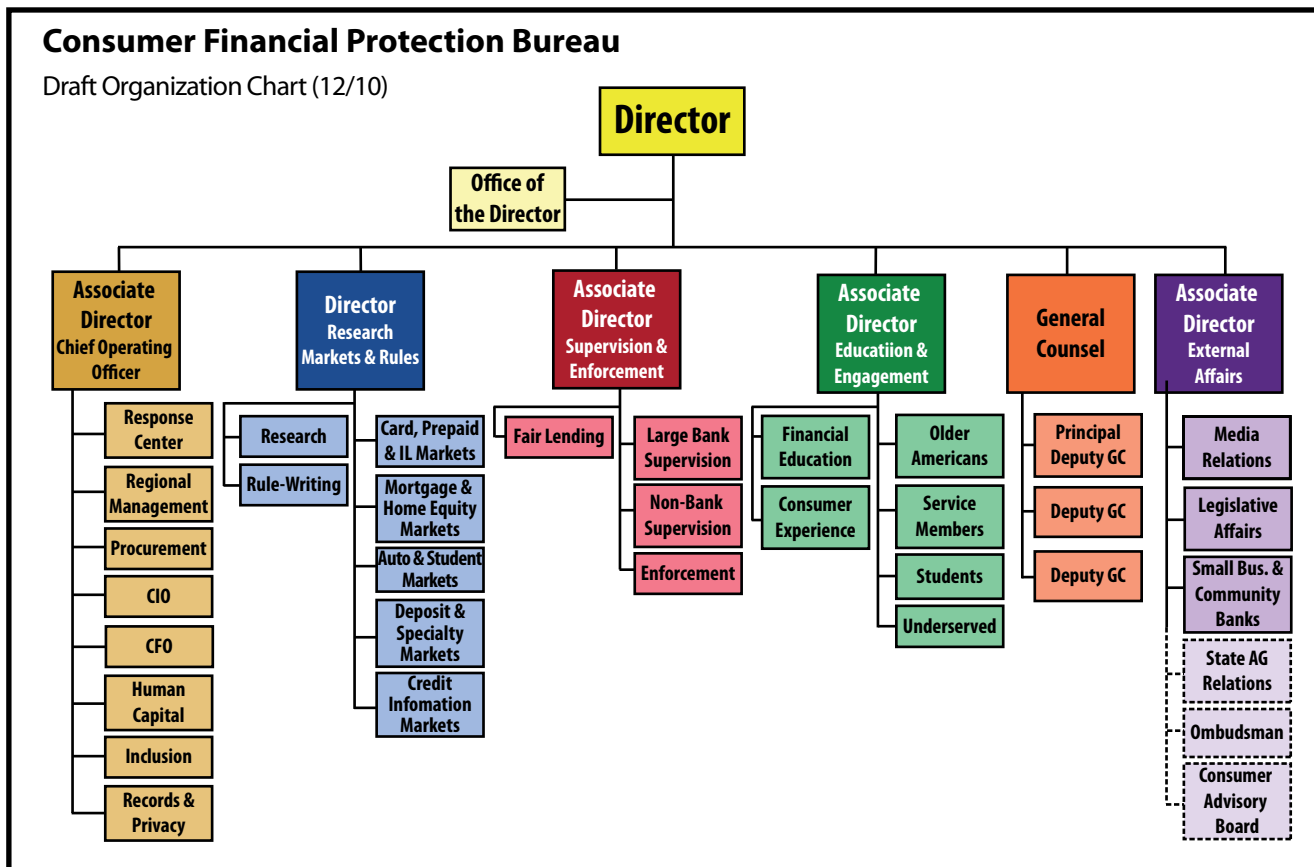 Consumer Financial Protection Bureau
Draft Organization Chart (12/10)
Director
Office of
the Director
Associate
Director
Chief Operating
Officer
Response
Center
Regional
Management
Procurement
CIO
CFO
Human
Capital
Inclusion
Records &
Privacy
Director
Research
Markets & Rules
Research
Rule-Writing
Card, Prepaid
& IL Markets
Mortgage &
Home Equity
Markets
Auto & Student
Markets
Deposit &
Specialty
Markets
Credit
Infomation
Markets
Associate
Director
Supervision &
Enforcement
Fair Lending
Large Bank
Supervision
Non-Bank
Supervision
Enforcement
Associate
Director
Educatiion &
Engagement
Financial
Education
Consumer
Experience
Older
Americans
Service
Members
Students
Underserved
General
Counsel
Principal
Deputy GC
Deputy GC
Deputy GC
Associate
Director
External
Affairs
Media
Relations
Legislative
Affairs
Small Bus. &
Community
Banks
State AG
Relations
Ombudsman
Consumer
Advisory
Board